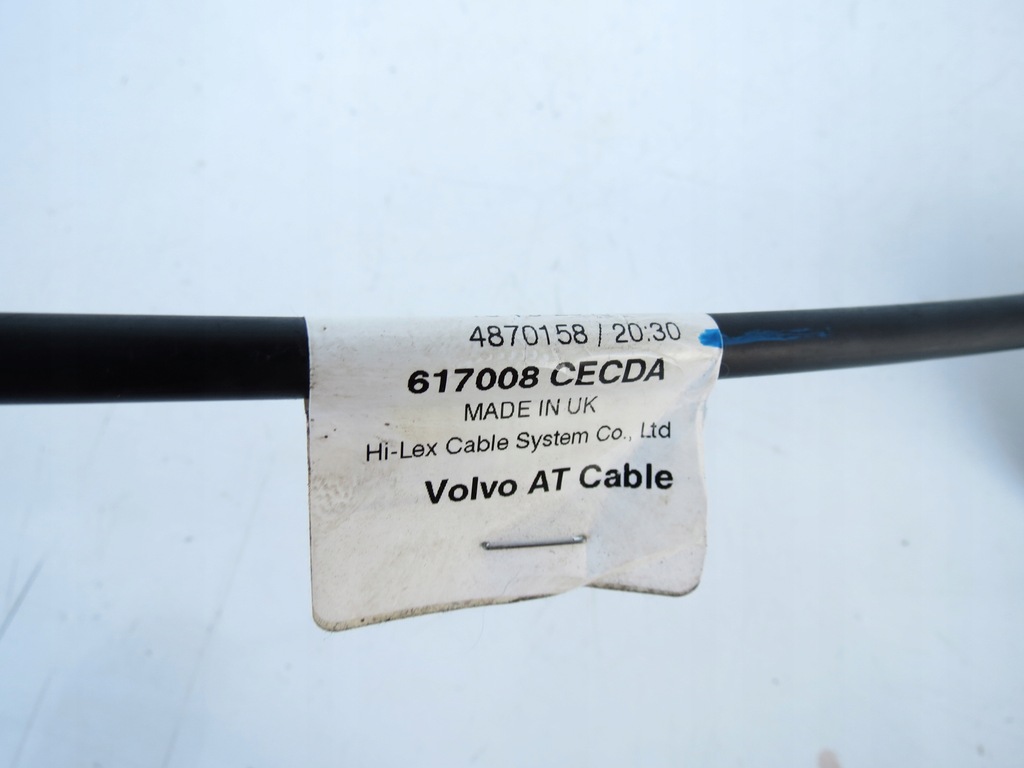 4870158 / 20:30
617008 CECDA
MADE IN UK
Hi-Lex Cable System Co., Ltd
Volvo AT Cable